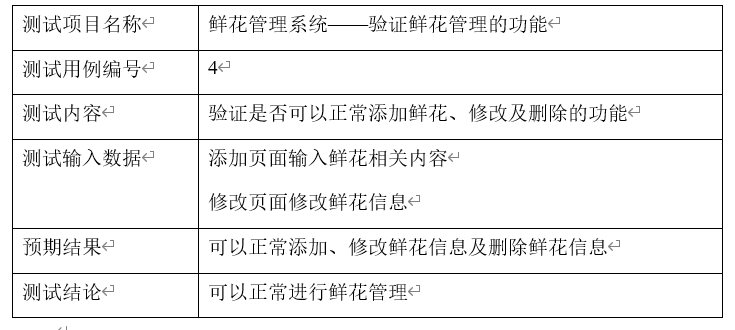 测试项目名称 鲜花管理系统——验证鲜花管理的功能
测试用例编号 4
测试内容 验证是否可以正常添加鲜花、修改及删除的功能
测试输入数据 添加页面输入鲜花相关内容
修改页面修改鲜花信息
预期结果 可以正常添加、修改鲜花信息及删除鲜花信息
测试结论 可以正常进行鲜花管理